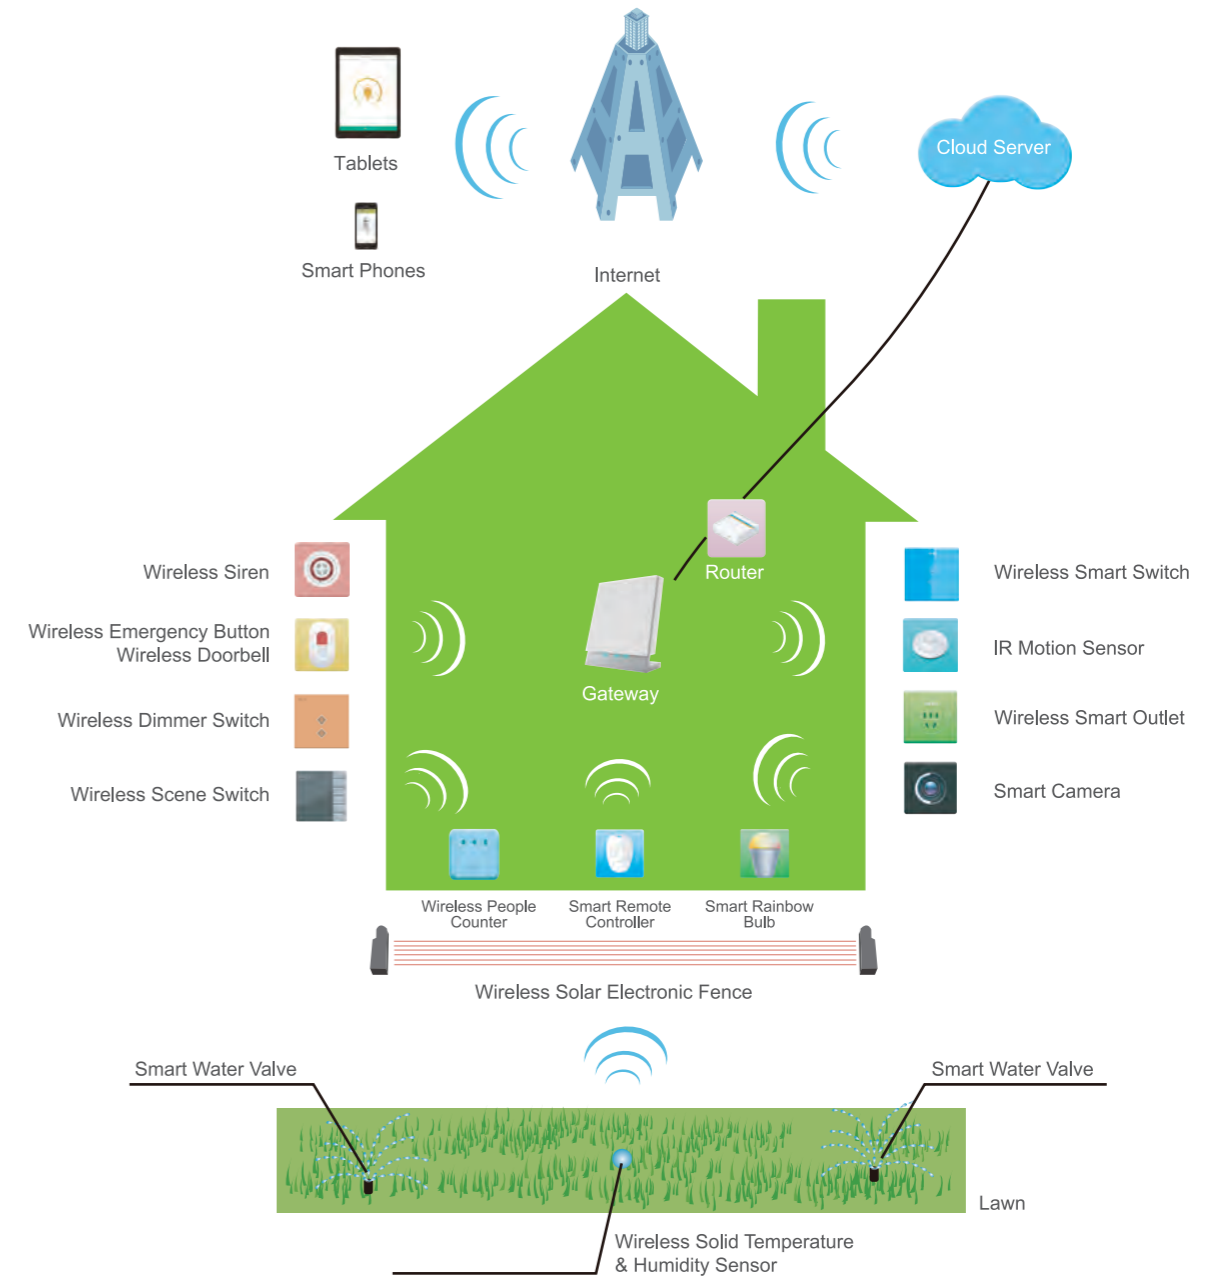 Tablets
Cloud Server
Smart Phones
Internet
Router
Wireless Siren
Wireless Smart Switch
Wireless Emergency Button
Wireless Doorbell
IR Motion Sensor
Gateway
Wireless Dimmer Switch
Wireless Smart Outlet
Wireless Scene Switch
Smart Camera
Wireless People
Counter
Smart Remote
Controller
Smart Rainbow
Bulb
Wireless Solar Electronic Fence
Smart Water Valve
Smart Water Valve
Lawn
Wireless Solid Temperature
& Humidity Sensor